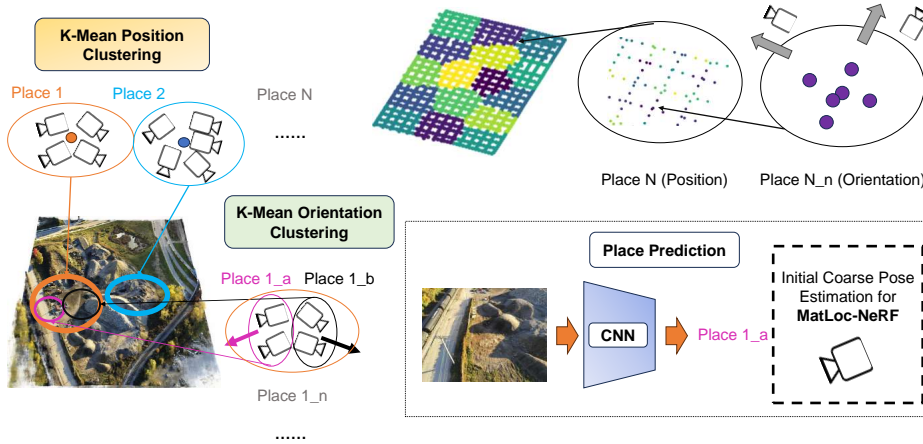 K-Mean Position
Clustering
Place 1
Place 2
Place N
......
K-Mean Orientation
Clustering
Place 1_a
Place 1_b
Place 1_n
......
Place N (Position)
Place N_n (Orientation)
Place Prediction
CNN
Place 1_a
Initial Coarse Pose
Estimation for
MatLoc-NeRF